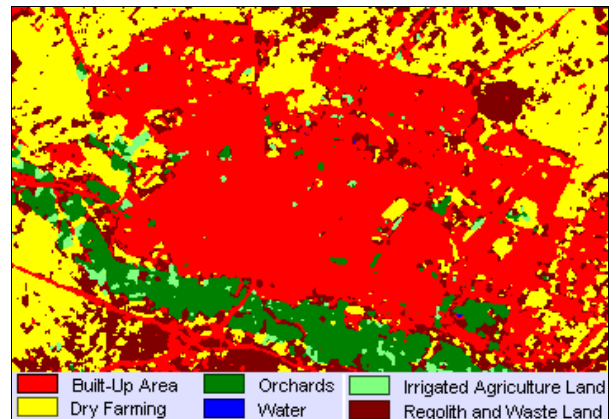 Built-Up Area Orchards Irrigated Agriculture Land
Dry Farming Water Regolith and Waste Land